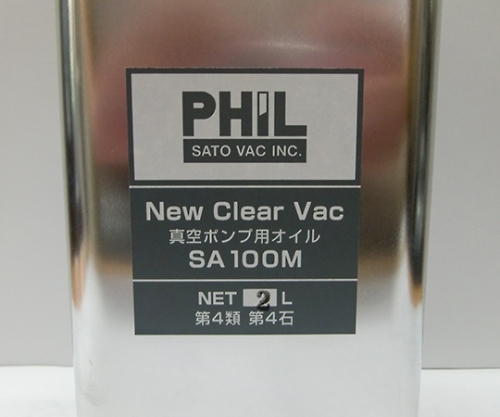 PHIL
SATO VAC INC.
New Clear Vac
真空ポンプ用オイル
SA100M
NET 2 L
第4類 第4石